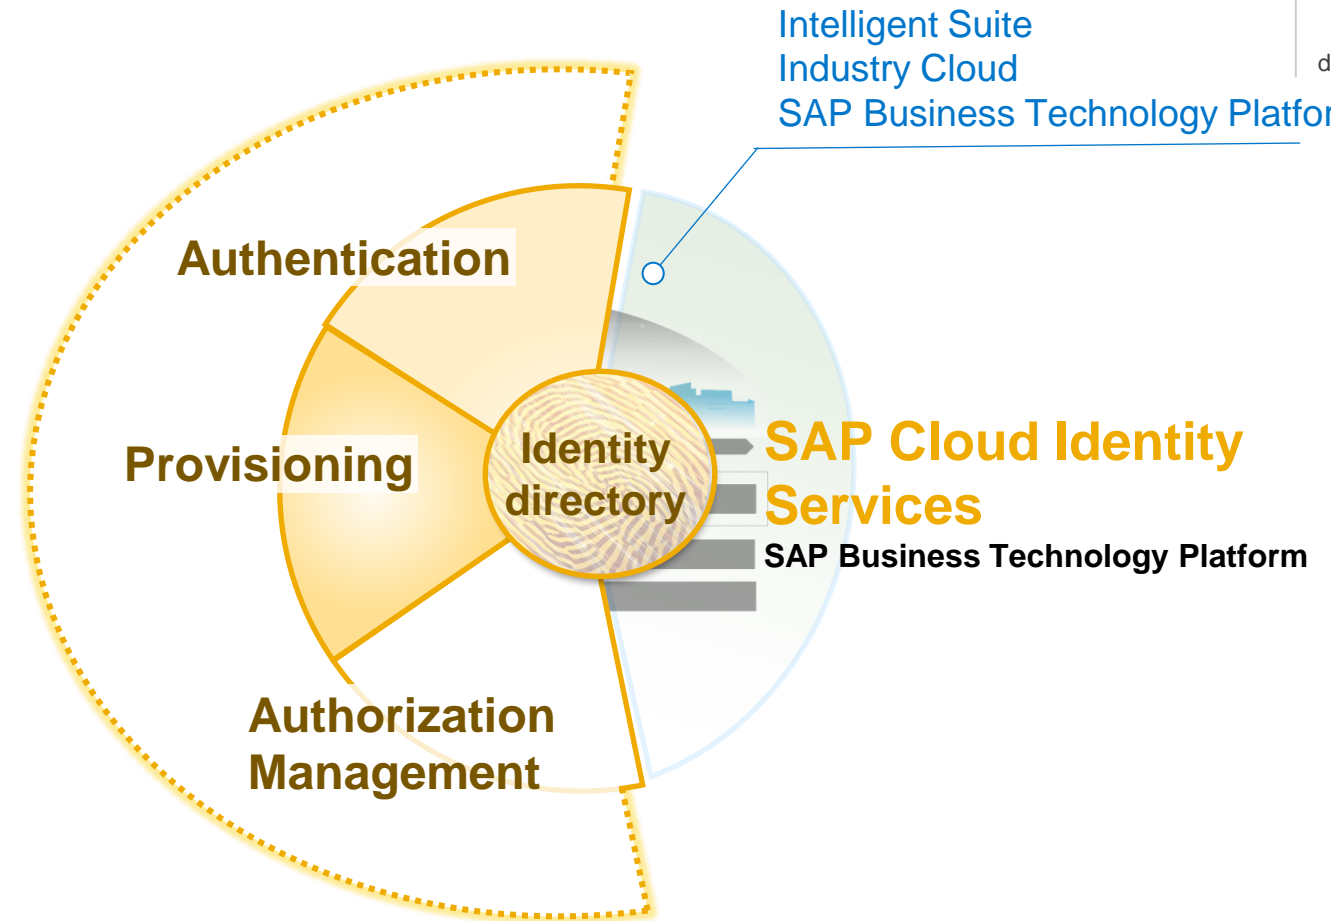 Intelligent Suite
Industry Cloud
SAP Business Technology
Authentication
Provisioning
Identity
directory
SAP Cloud Identity
Services
SAP Business Technology Platform
Authorization
Management